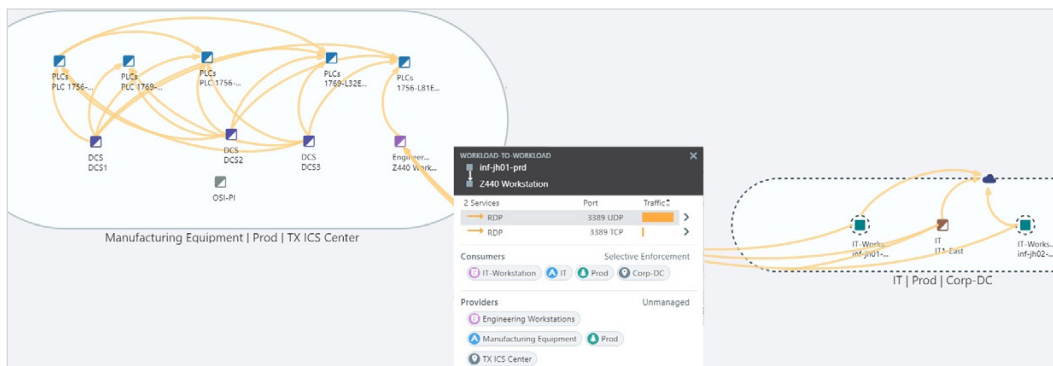 PLCs
PLC 1756-...
PLCs
PLC 1769-...
PLCs
PLC 1756-...
PLCs
1769-L32E...
PLCs
1756-L81E...
DCS
DCS1
DCS
DCS2
DCS
DCS3
Enginee...
Z440 Work...
OSI-PI
Manufacturing Equipment | Prod | TX ICS Center
WORKLOAD-TO-WORKLOAD
inf-jh01-prd
Z440 Workstation
2 Services Port Traffic
RDP 3389 UDP
RDP 3389 TCP
Consumers Selective Enforcement
IT-Workstation IT Prod Corp-DC
Providers Unmanaged
Engineering Workstations
Manufacturing Equipment Prod
TX ICS Center
IT-Works...
inf-jh01-...
IT
IT1-East
IT-Works...
inf-jh02-...
IT | Prod | Corp-DC